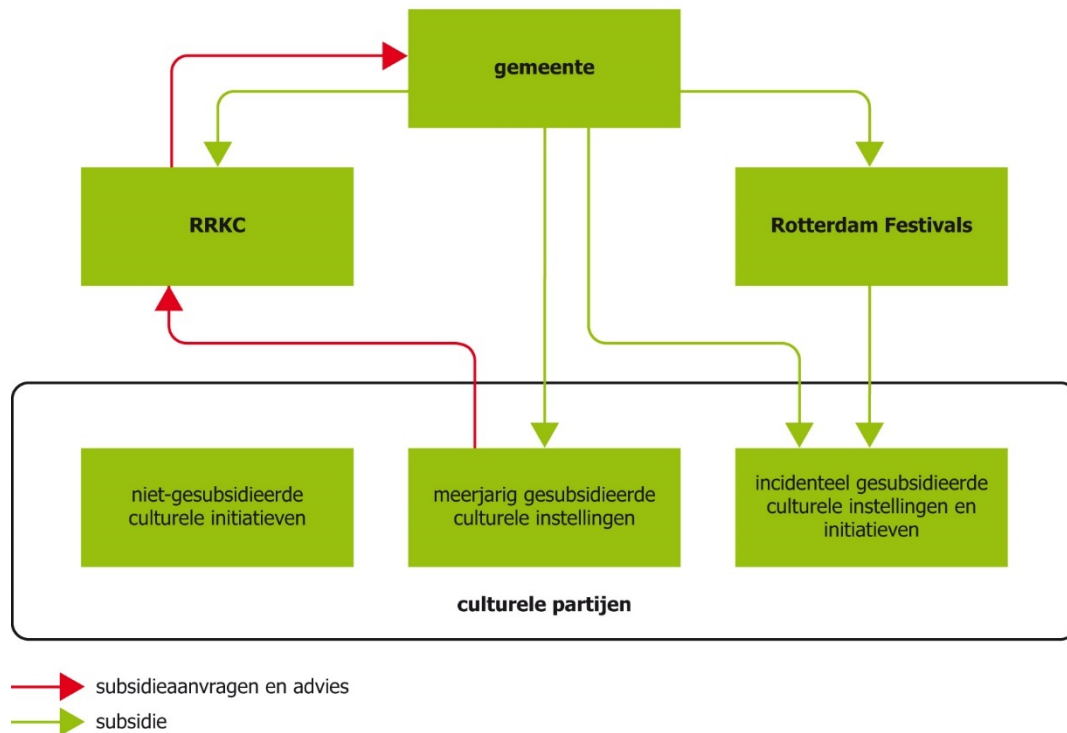 gemeente
RRKC
Rotterdam Festivals
niet-gesubsidieerde
culturele initiatieven
meerjarig gesubsidieerde
culturele instellingen
incidenteel gesubsidieerde
culturele instellingen en
initiatieven
culturele partijen
subsidieaanvragen en advies
subsidie